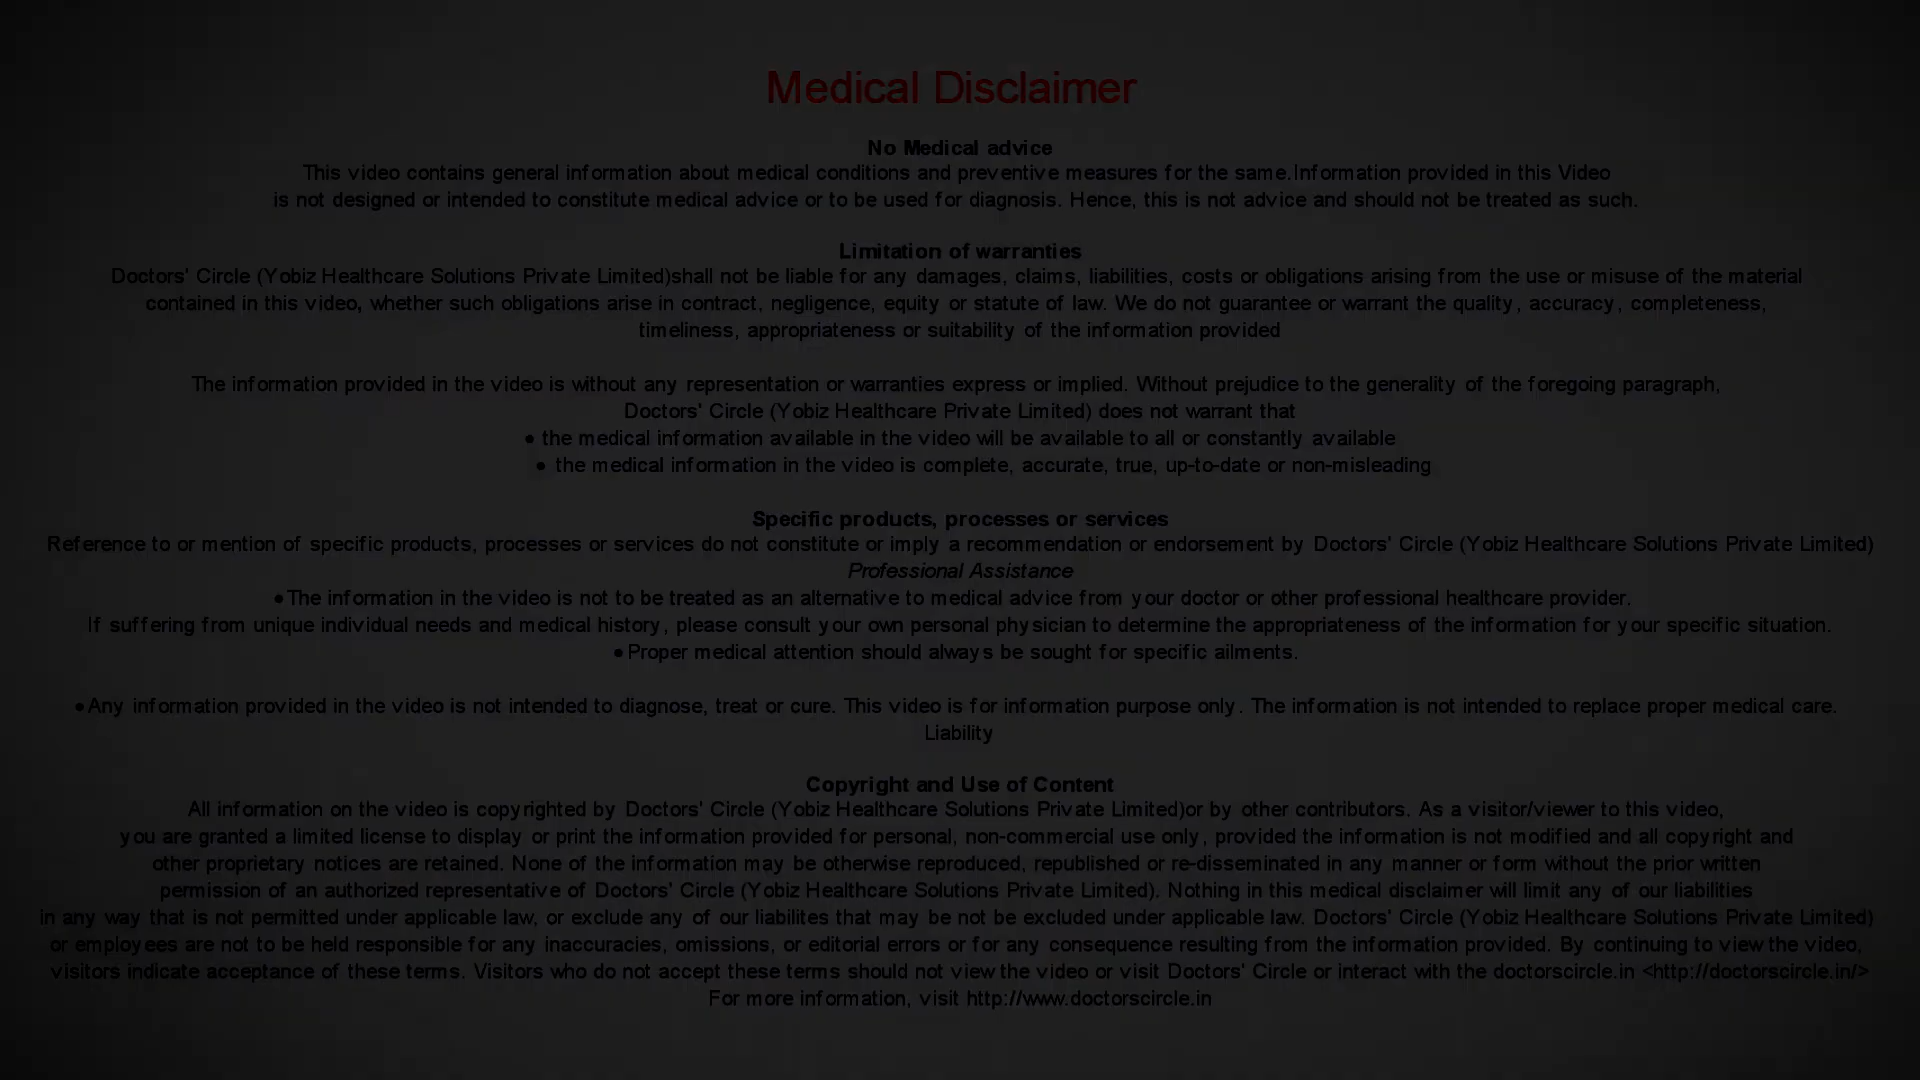 Medical Disclaimer
No Medical advice
This video contains general information about medical conditions and preventive measures for the same.Information provided in this Video
is not designed or intended to constitute medical advice or to be used for diagnosis. Hence, this is not advice and should not be treated as such.
Limitation of warranties
Doctors' Circle (Yobiz Healthcare Solutions Private Limited)shall not be liable for any damages, claims, liabilities, costs or obligations arising from the use or misuse of the material
contained in this video, whether such obligations arise in contract, negligence, equity or statute of law. We do not guarantee or warrant the quality, accuracy, completeness,
timeliness, appropriateness or suitability of the information provided
The information provided in the video is without any representation or warranties express or implied. Without prejudice to the generality of the foregoing paragraph,
Doctors' Circle (Yobiz Healthcare Private Limited) does not warrant that
● the medical information available in the video will be available to all or constantly available
● the medical information in the video is complete, accurate, true, up-to-date or non-misleading
Specific products, processes or services
Reference to or mention of specific products, processes or services do not constitute or imply a recommendation or endorsement by Doctors' Circle (Yobiz Healthcare Solutions Private Limited)
Professional Assistance
●The information in the video is not to be treated as an alternative to medical advice from your doctor or other professional healthcare provider.
If suffering from unique individual needs and medical history, please consult your own personal physician to determine the appropriateness of the information for your specific situation.
●Proper medical attention should always be sought for specific ailments.
●Any information provided in the video is not intended to diagnose, treat or cure. This video is for information purpose only. The information is not intended to replace proper medical care.
Liability
Copyright and Use of Content
All information on the video is copyrighted by Doctors' Circle (Yobiz Healthcare Solutions Private Limited)or by other contributors. As a visitor/viewer to this video,
you are granted a limited license to display or print the information provided for personal, non-commercial use only, provided the information is not modified and all copyright and
other proprietary notices are retained. None of the information may be otherwise reproduced, republished or re-disseminated in any manner or form without the prior written
permission of an authorized representative of Doctors' Circle (Yobiz Healthcare Solutions Private Limited). Nothing in this medical disclaimer will limit any of our liabilities
in any way that is not permitted under applicable law, or exclude any of our liabilites that may be not be excluded under applicable law. Doctors' Circle (Yobiz Healthcare Solutions Private Limited)
or employees are not to be held responsible for any inaccuracies, omissions, or editorial errors or for any consequence resulting from the information provided. By continuing to view the video,
visitors indicate acceptance of these terms. Visitors who do not accept these terms should not view the video or visit Doctors' Circle or interact with the doctorscircle.in <http://doctorscircle.in/>
For more information, visit http://www.doctorscircle.in